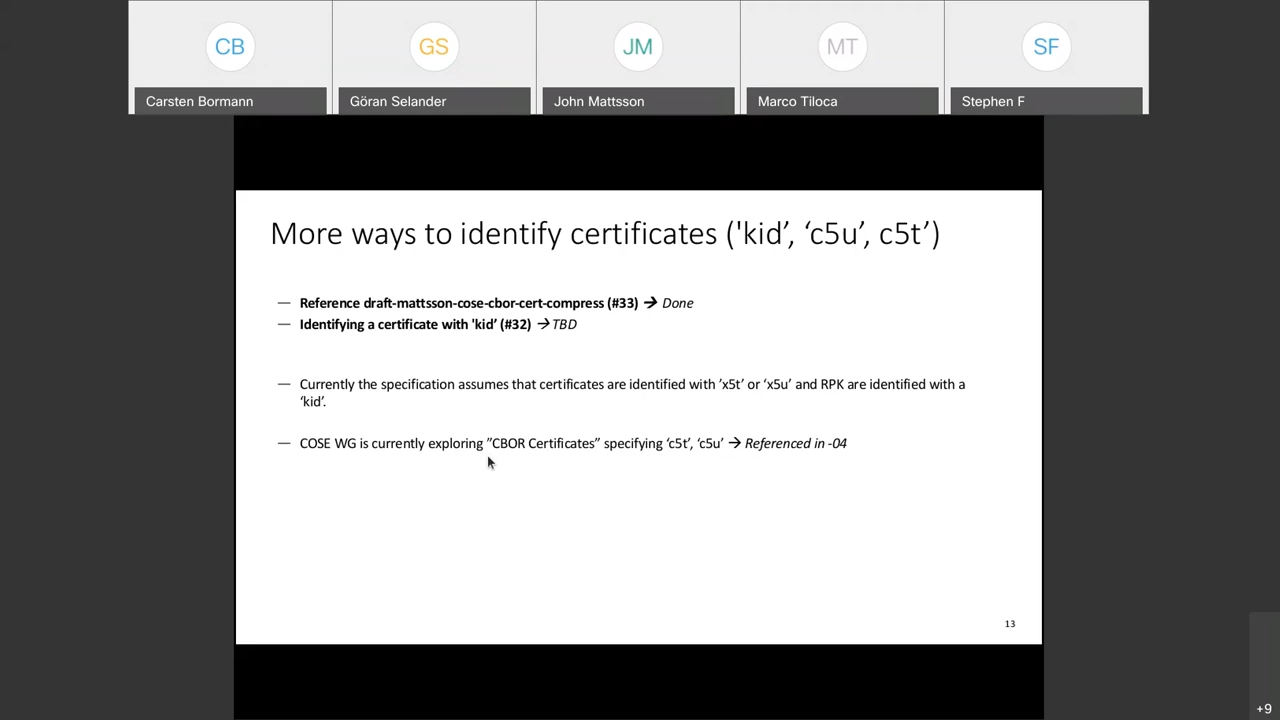 CB
GS
JM
MT
SF
Carsten Bormann
Göran Selander
John Mattsson
Marco Tiloca
Stephen F
More ways to identify certificates ('kid’, ‘c5u’, c5t’)
— Reference draft-mattsson-cose-cbor-cert-compress (#33) → Done
— Identifying a certificate with 'kid’ (#32) → TBD
— Currently the specification assumes that certificates are identified with ’x5t’ or ‘x5u’ and RPK are identified with a
‘kid’.
— COSE WG is currently exploring ”CBOR Certificates” specifying ‘c5t’, ‘c5u’ → Referenced in -04
13
+9